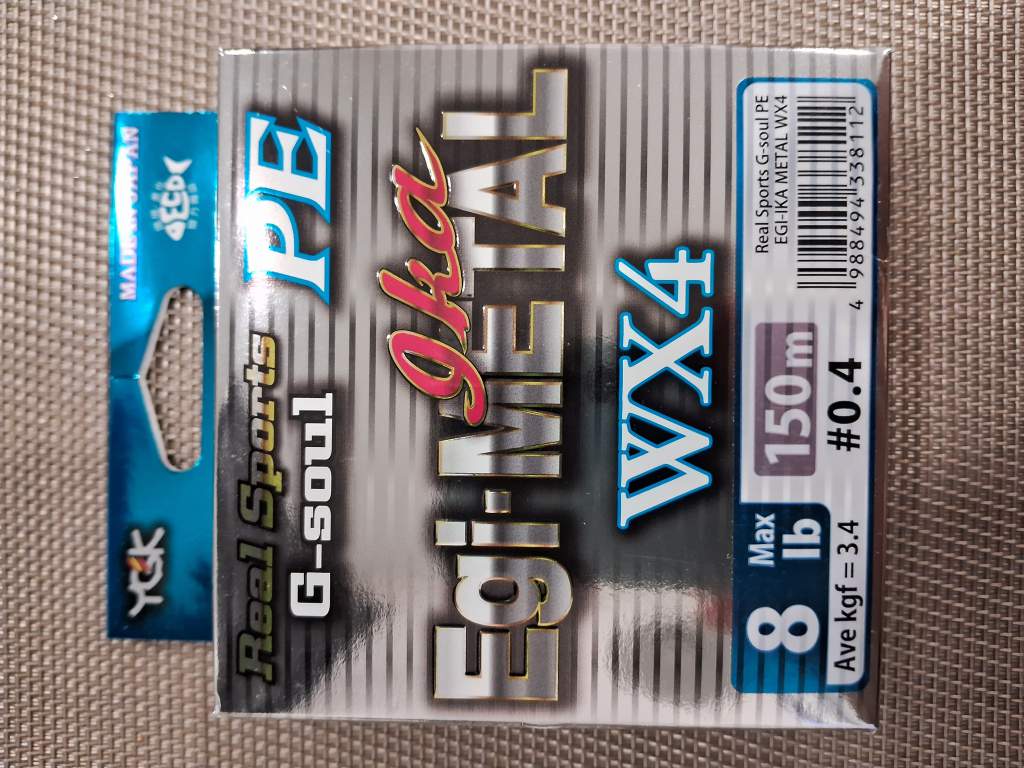 YGK
MADE IN JAPAN
Real Sports
G-soul PE
Ika
Egi-METAL
WX4
8 Max lb
150m
Ave kgf = 3.4
#0.4
Real Sports G-soul PE
EGI-IKA METAL WX4
4 988494 338112